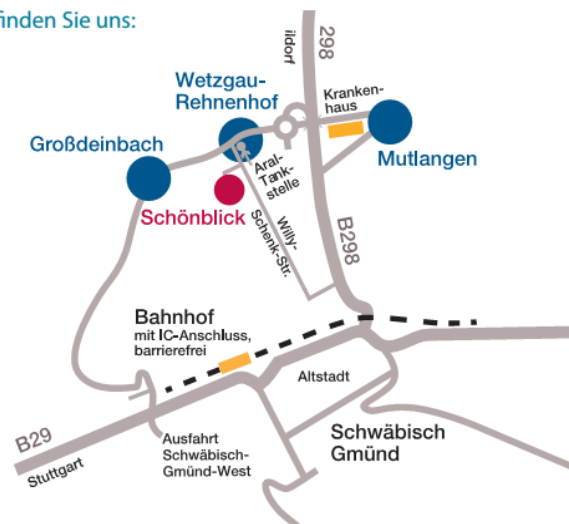 finden Sie uns:
298
ildorf
Wetzgau-
Rehnenhof
Kranken-
haus
Großdeinbach
Mutlangen
Aral-
Tank-
stelle
Schönblick
Willy-
Schenk-Str.
B298
Bahnhof
mit IC-Anschluss,
barrierefrei
Altstadt
Schwäbisch
Gmünd
B29
Stuttgart
Ausfahrt
Schwäbisch-
Gmünd-West